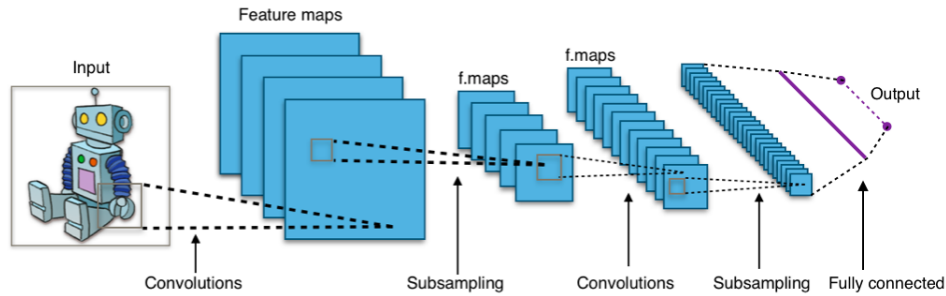 Feature maps
Input
f.maps
f.maps
Output
Convolutions
Subsampling
Convolutions
Subsampling
Fully connected